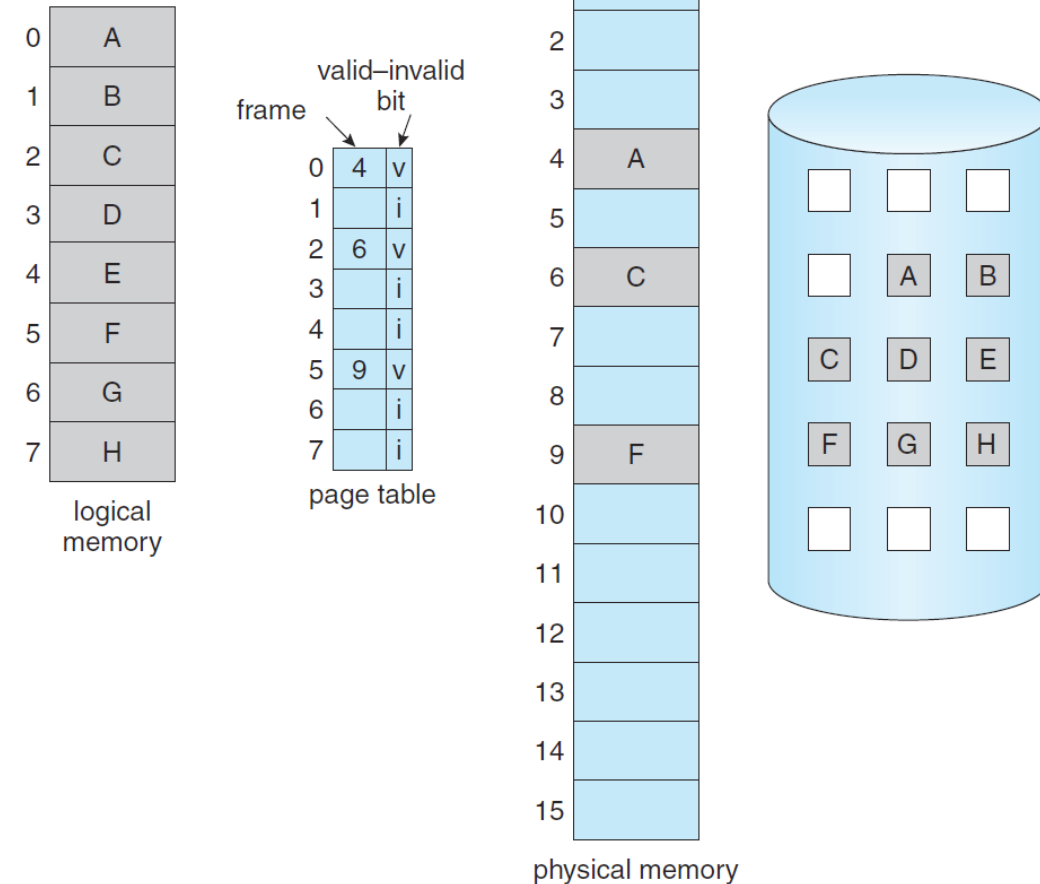 0 A
1 B
2 C
3 D
4 E
5 F
6 G
7 H
logical
memory
valid–invalid
bit
frame
0 4 v
1 i
2 6 v
3 i
4 i
5 9 v
6 i
7 i
page table
2
3
4 A
5
6 C
7
8
9 F
10
11
12
13
14
15
physical memory
A B
C D E
F G H